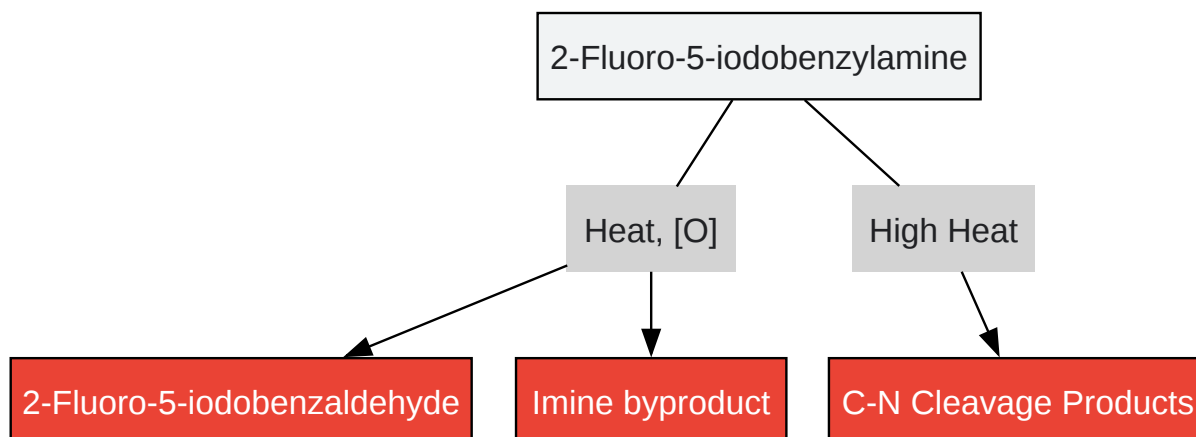 2-Fluoro-5-iodobenzylamine
Heat, [O]
High Heat
2-Fluoro-5-iodobenzaldehyde
Imine byproduct
C-N Cleavage Products